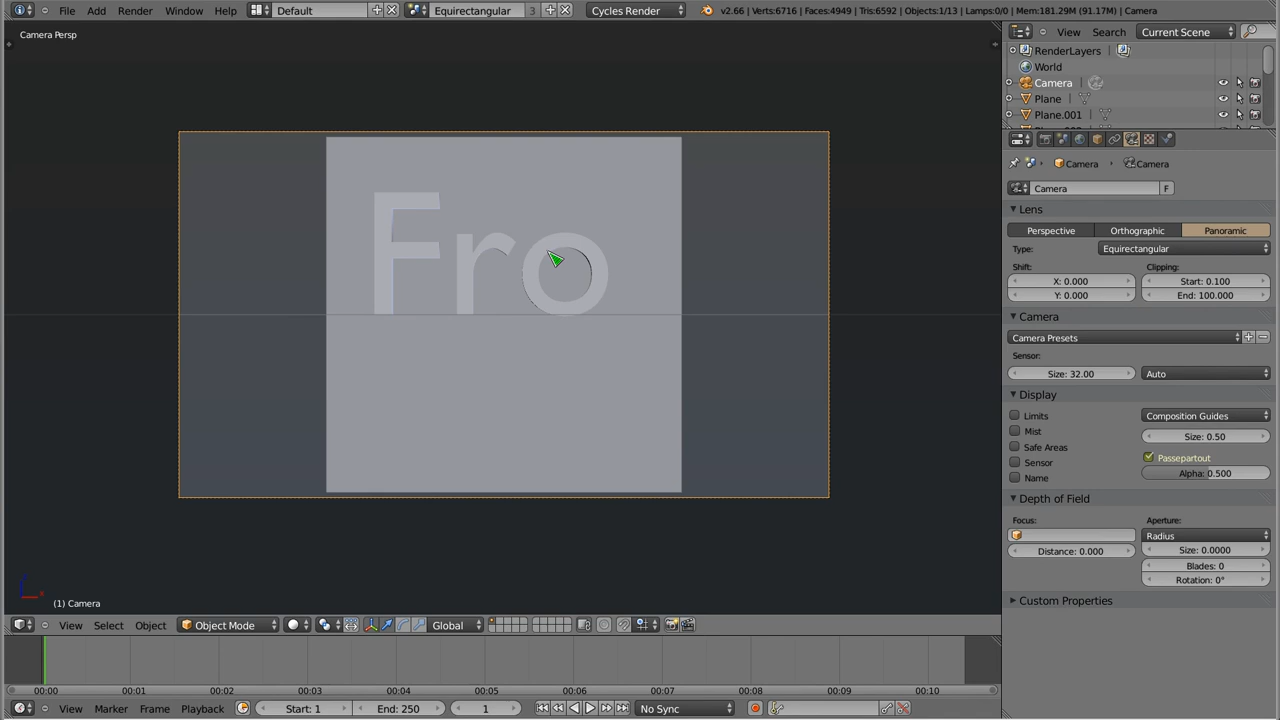 File Add Render Window Help Default Equirectangular 3 Cycles Render v2.66 | Verts:6716 | Faces:4949 | Tris:6592 | Objects:1/13 | Lamps:0/0 | Mem:181.29M (91.17M) | Camera
Camera Persp
View Search Current Scene
RenderLayers
World
Camera
Plane
Plane.001
Camera Camera
Camera F
Lens
Perspective Orthographic Panoramic
Type: Equirectangular
Shift: Clipping:
X: 0.000 Start: 0.100
Y: 0.000 End: 100.000
Camera
Camera Presets
Sensor:
Size: 32.00 Auto
Display
Limits Composition Guides
Mist Size: 0.50
Safe Areas
Sensor Passepartout
Name Alpha: 0.500
Depth of Field
Focus: Aperture:
Radius
Distance: 0.000 Size: 0.0000
Blades: 0
Rotation: 0°
Custom Properties
Fro
(1) Camera
View Select Object Object Mode Global
00:00 00:01 00:02 00:03 00:04 00:05 00:06 00:07 00:08 00:09 00:10
View Marker Frame Playback Start: 1 End: 250 1 No Sync